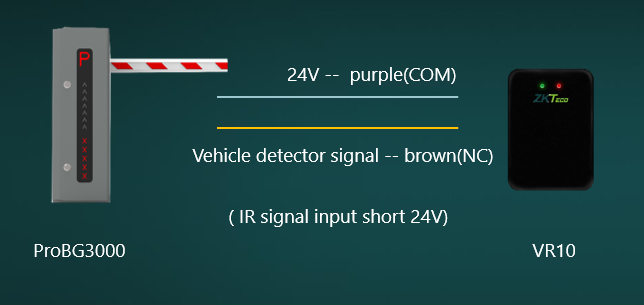 P
24V -- purple(COM)
ZKTeco
Vehicle detector signal -- brown(NC)
( IR signal input short 24V)
ProBG3000
VR10